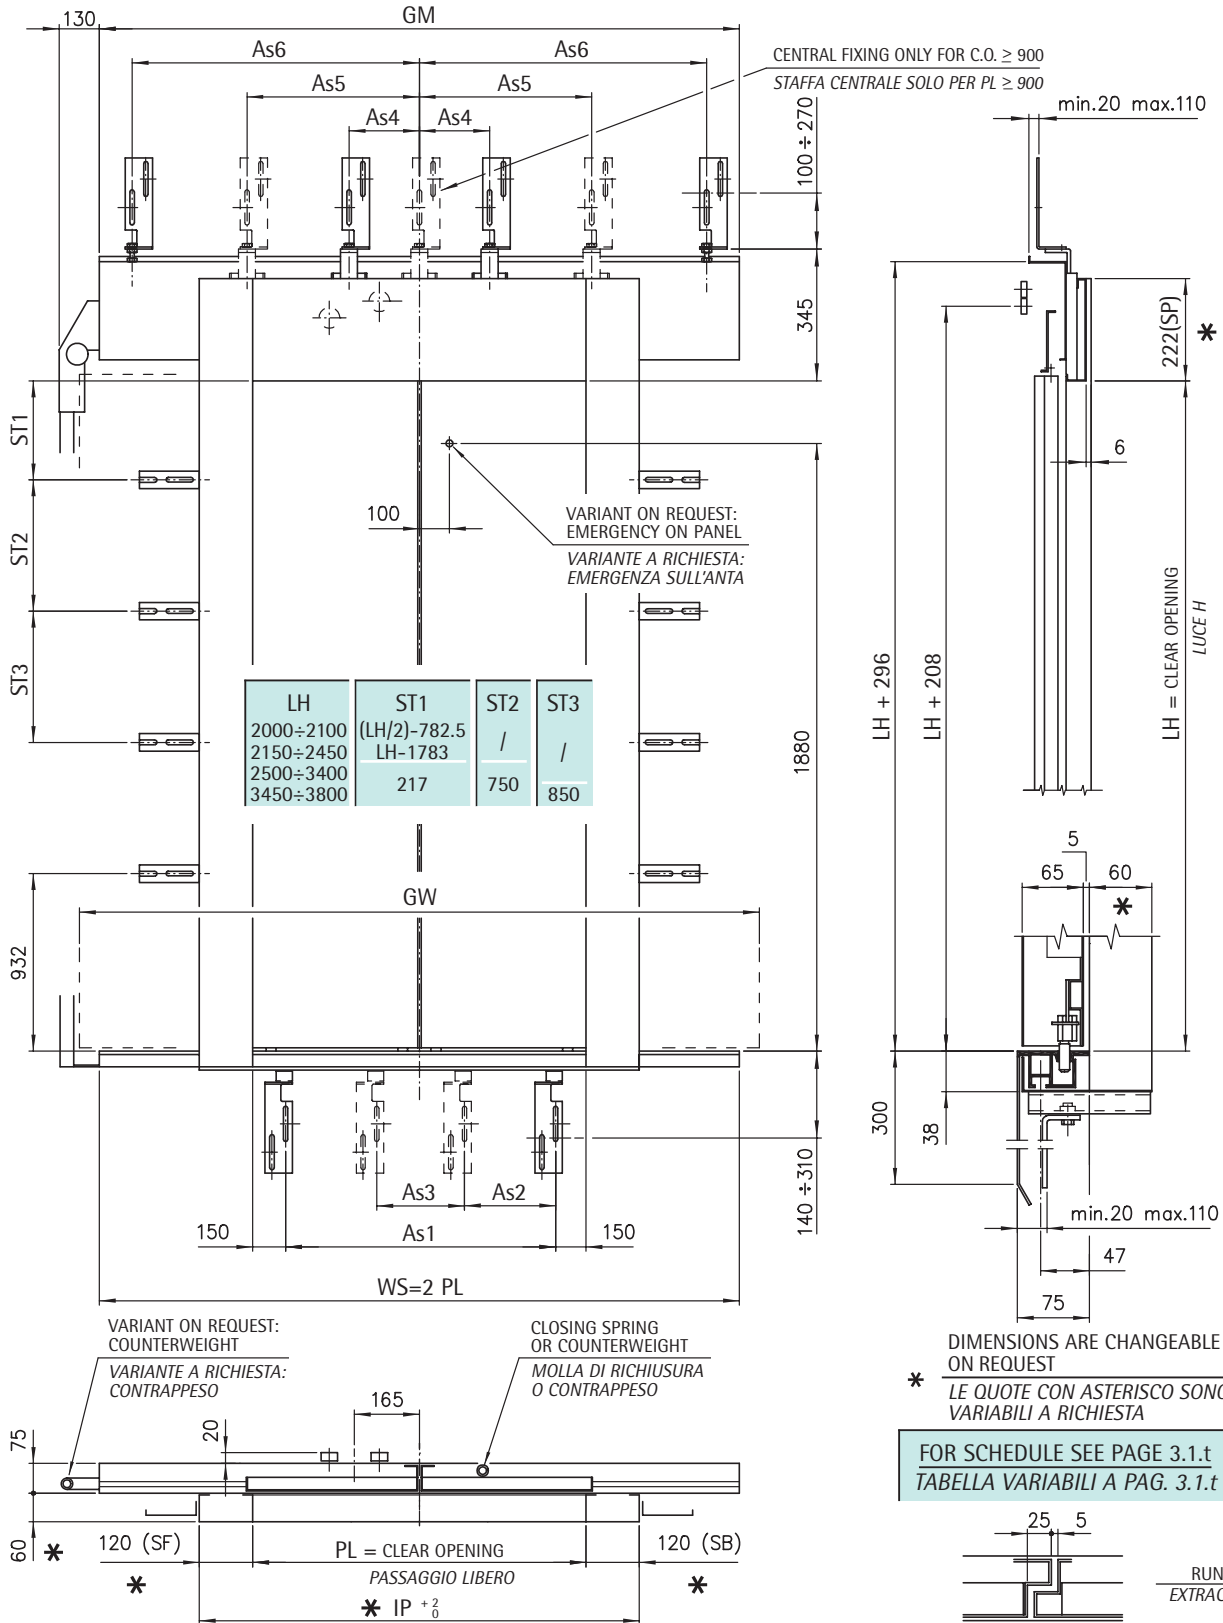 130
GM
As6
As6
As5
As5
As4
As4
CENTRAL FIXING ONLY FOR C.O. ≥ 900
STAFFA CENTRALE SOLO PER PL ≥ 900
min.20 max.110
100÷270
345
222(SP)
*
6
ST1
ST2
ST3
100
VARIANT ON REQUEST:
EMERGENCY ON PANEL
VARIANTE A RICHIESTA:
EMERGENZA SULL'ANTA
LH + 296
LH + 208
LH = CLEAR OPENING
LUCE H
1880
LH ST1 ST2 ST3
2000÷2100 (LH/2)-782.5 / /
2150÷2450 LH-1783
2500÷3400 217 750
3450÷3800 850
5
65
60
*
GW
932
300
38
140÷310
As3
As2
150
As1
150
min.20 max.110
47
75
WS=2 PL
VARIANT ON REQUEST:
COUNTERWEIGHT
VARIANTE A RICHIESTA:
CONTRAPPESO
CLOSING SPRING
OR COUNTERWEIGHT
MOLLA DI RICHIUSURA
O CONTRAPPESO
DIMENSIONS ARE CHANGEABLE
ON REQUEST
*
LE QUOTE CON ASTERISCO SONO
VARIABILI A RICHIESTA
165
20
75
FOR SCHEDULE SEE PAGE 3.1.t
TABELLA VARIABILI A PAG. 3.1.t
60
*
120 (SF)
*
PL = CLEAR OPENING
PASSAGGIO LIBERO
120 (SB)
*
* IP +2 0
25
5
RUN
EXTRAC